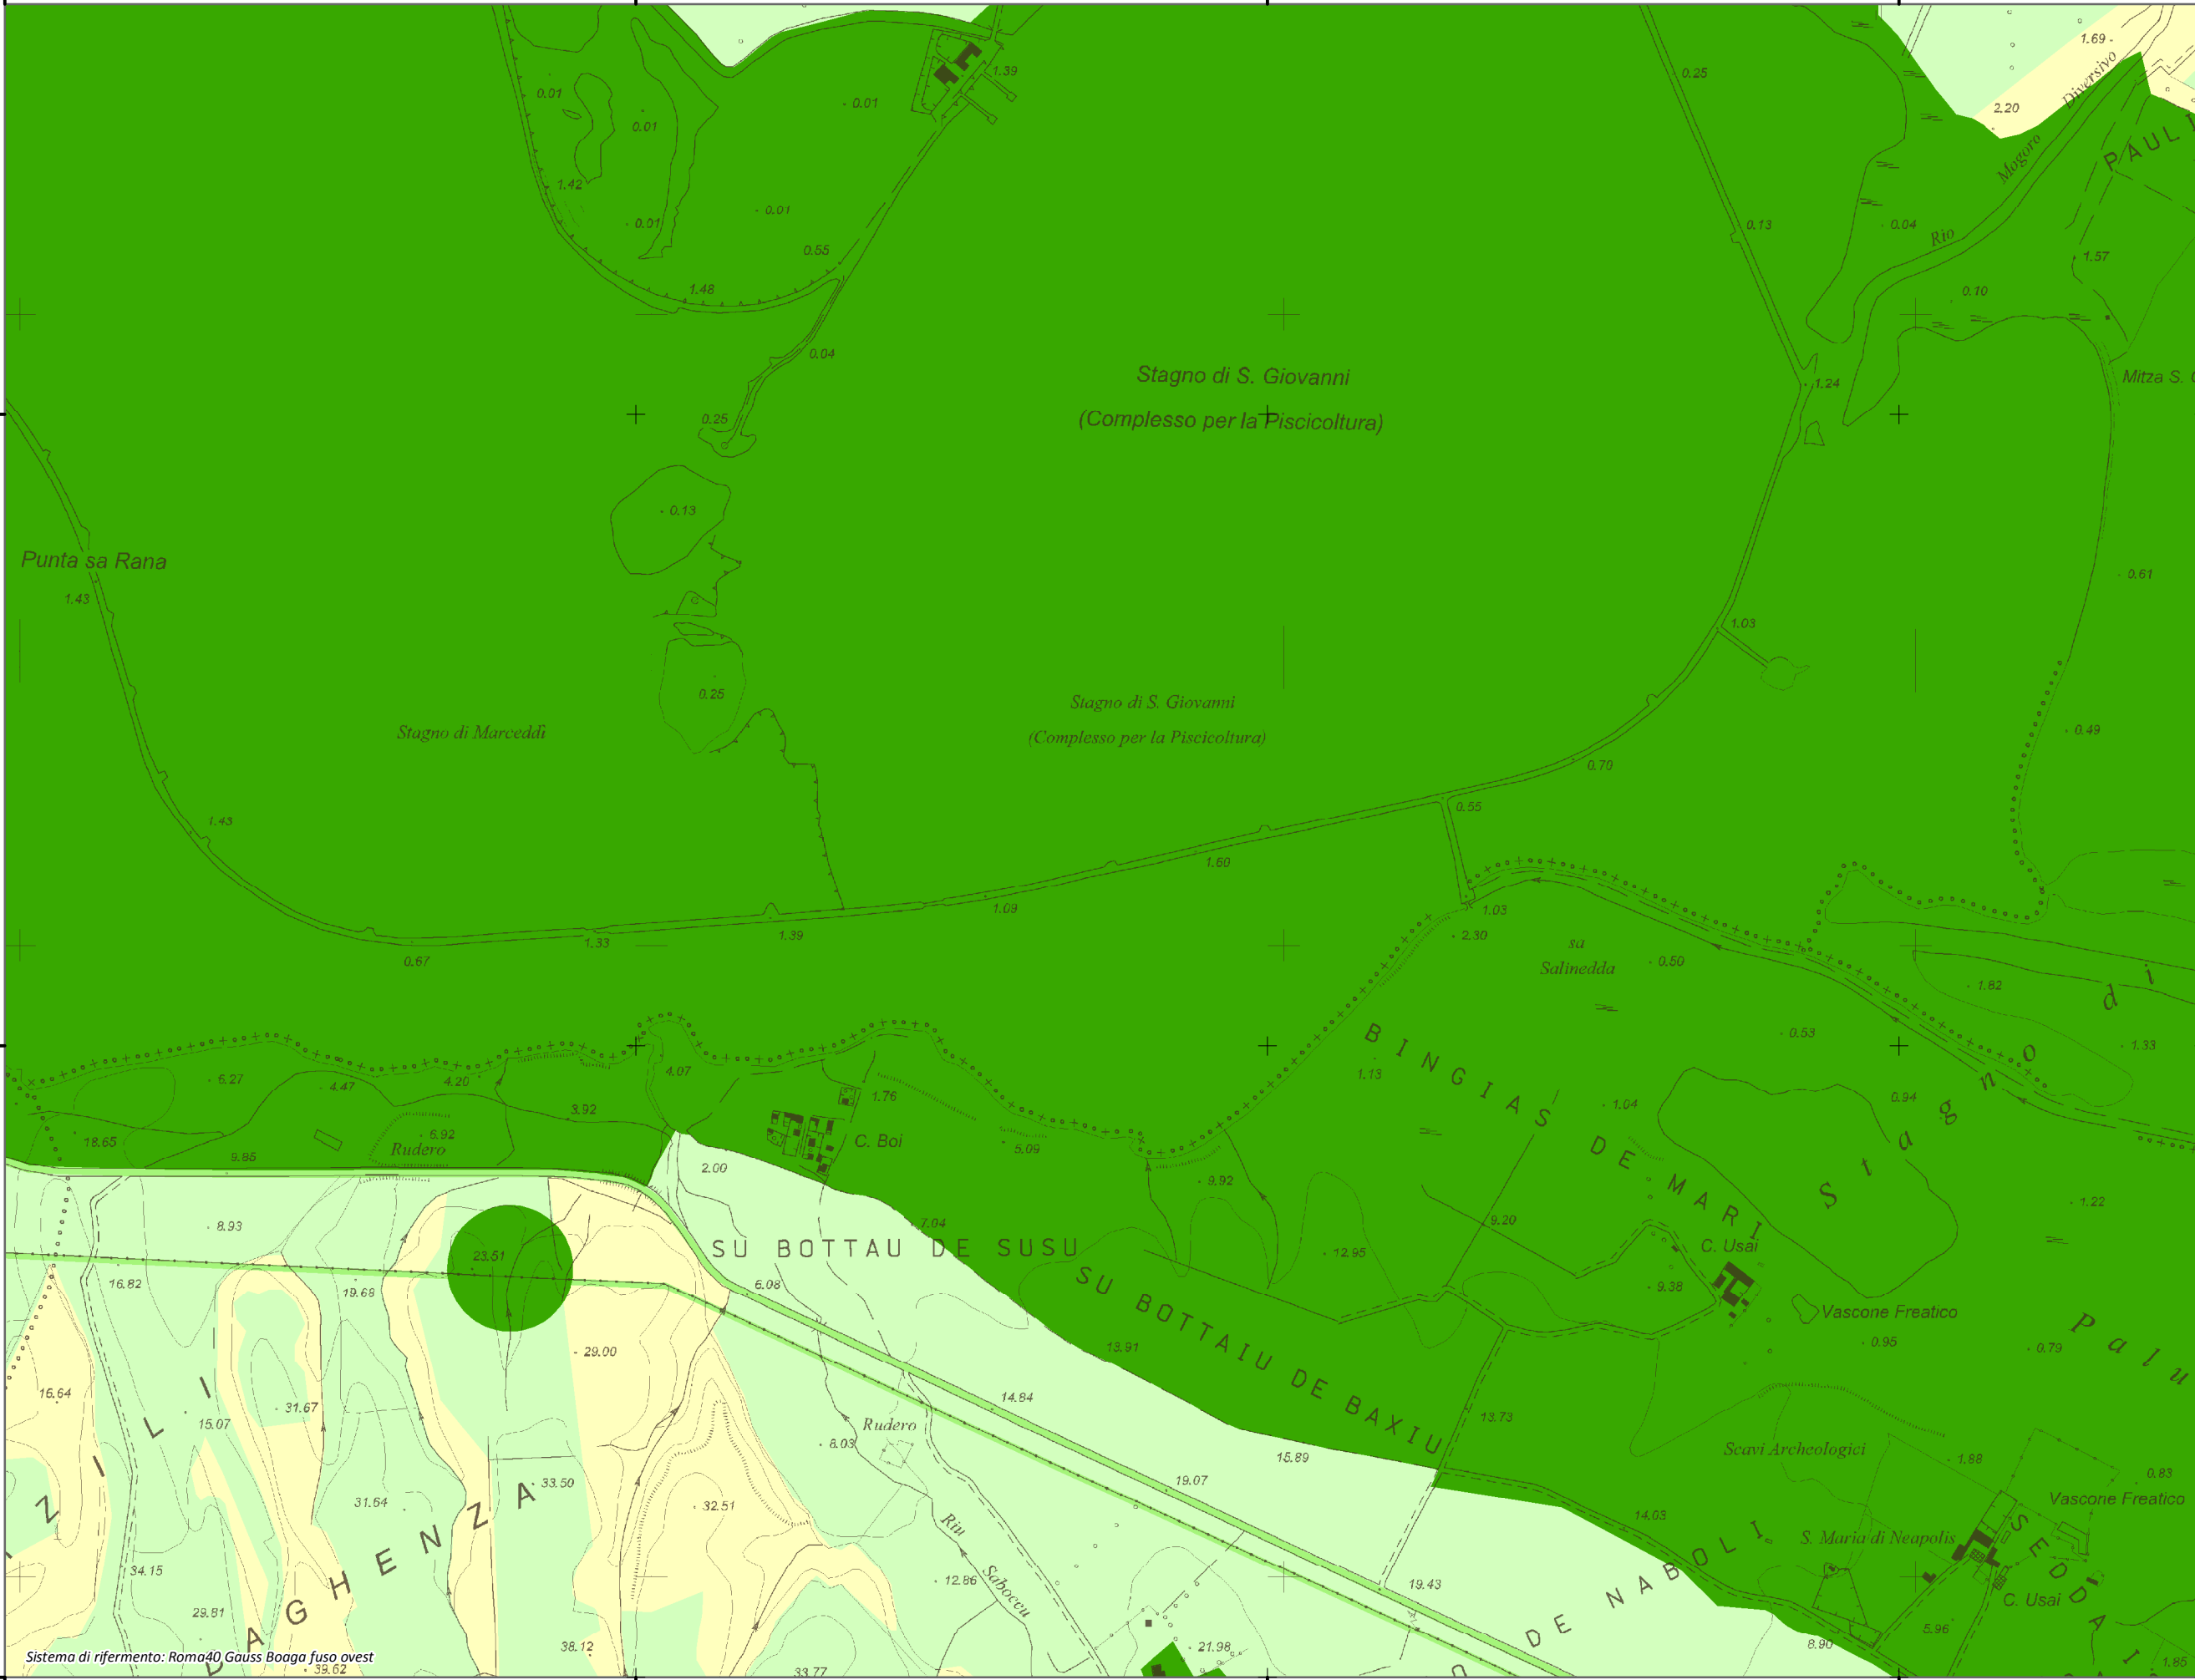 1.69
Diversivo
2.20
Mogoro
PAULI
1.39
0.25
0.01
0.01
0.01
1.42
0.01
0.01
0.13
0.04
Rio
0.55
1.57
1.48
0.10
0.04
Stagno di S. Giovanni
1.24
Mitza S.
0.25
(Complesso per la Piscicoltura)
0.13
Punta sa Rana
0.61
1.43
1.03
0.25
Stagno di S. Giovanni
Stagno di Marceddì
(Complesso per la Piscicoltura)
0.49
0.70
0.55
1.43
1.60
1.09
1.03
1.39
2.30
1.33
sa
Salinedda
0.50
0.67
1.82
0.53
1.33
6.27
4.47
4.20
4.07
1.13
BINGIAS DE MARI
3.92
1.76
1.04
0.94
Stagno di
18.65
6.92
Rudero
C. Boi
5.09
9.85
2.00
9.92
1.22
8.93
7.04
9.20
SU BOTTAU DE SUSU
C. Usai
23.51
12.95
16.82
19.68
6.08
9.38
SU BOTTAIU DE BAXIU
Vascone Freatico
Palu
0.95
0.79
13.91
29.00
16.64
14.84
31.67
15.07
13.73
Rudero
8.03
Scavi Archeologici
15.89
1.88
0.83
19.07
33.50
31.64
32.51
Vascone Freatico
14.03
Riu Saboccu
S. Maria di Neapolis
SEDDA I
34.15
12.86
19.43
DE NABOLI
C. Usai
29.81
ZILI
DAGHENZA
5.96
38.12
21.98
8.90
Sistema di rifermento: Roma40 Gauss Boaga fuso ovest
39.62
33.77
1.85